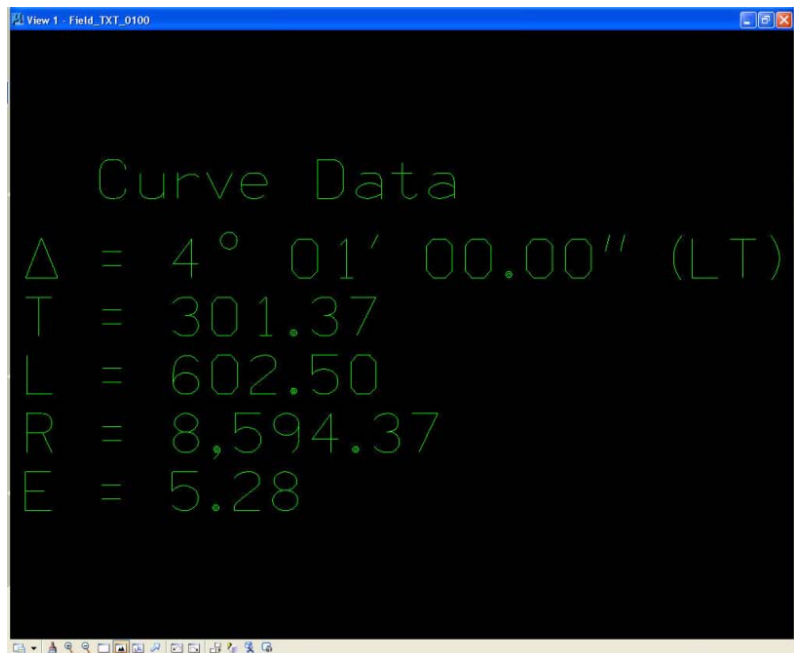 View 1 - Field_TXT_0100
Curve Data
Δ = 4° 01′ 00.00″ (LT)
T = 301.37
L = 602.50
R = 8,594.37
E = 5.28